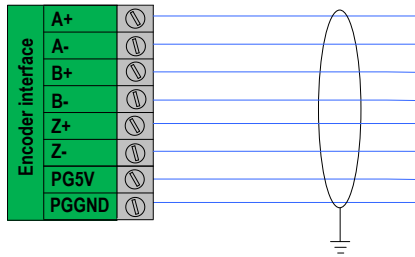 Encoder interface
A+
A-
B+
B-
Z+
Z-
PG5V
PGGND